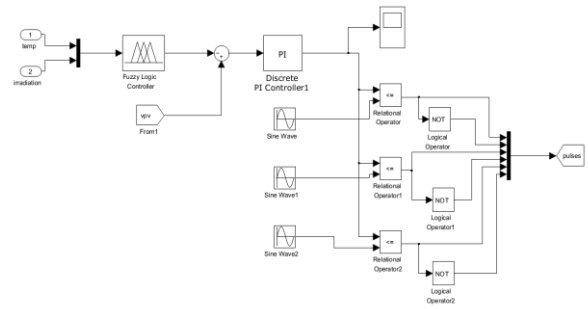 1
temp
2
irradiation
Fuzzy Logic
Controller
vpv
From1
PI
Discrete
PI Controller1
Sine Wave
<=
Relational
Operator
NOT
Logical
Operator
Sine Wave1
<=
Relational
Operator1
NOT
Logical
Operator1
Sine Wave2
<=
Relational
Operator2
NOT
Logical
Operator2
pulses